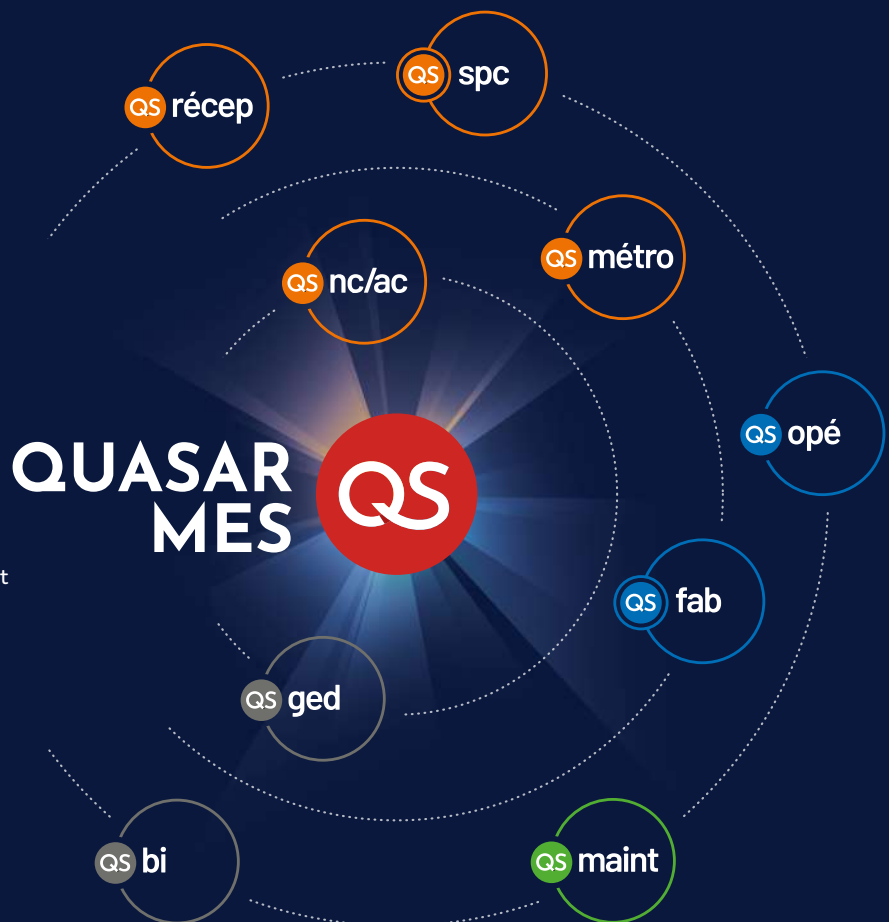 QS spc
QS récep
QS métro
QS nc/ac
QS opé
QUASAR
MES
QS
t
QS fab
QS ged
QS bi
QS maint